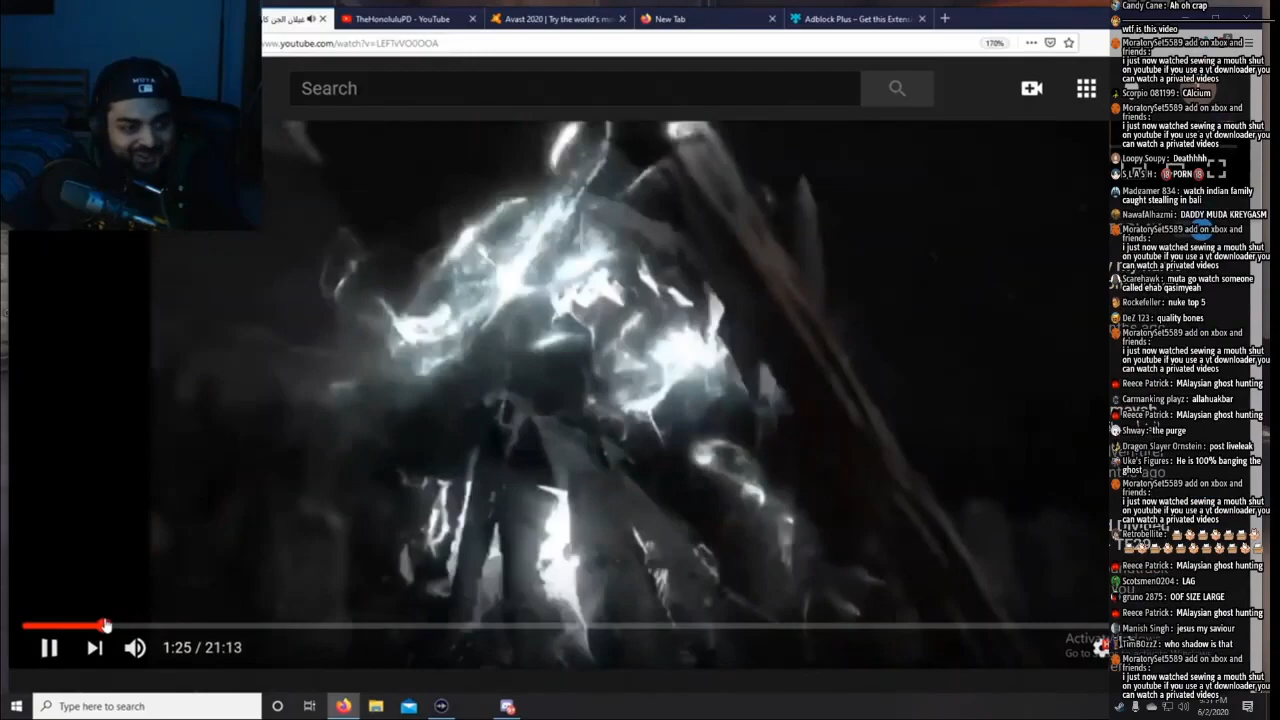 غيلان الجن كا
TheHonoluluPD - YouTube
Avast 2020 | Try the world's mo
New Tab
Adblock Plus – Get this Exten
www.youtube.com/watch?v=LEFTvVO0OOA
170%
Search
MUTA
1:25 / 21:13
Type here to search
Candy Cane: Ah oh crap
wtf is this video
MoratorySet5589 add on xbox and
friends :
i just now watched sewing a mouth shut
on youtube if you use a yt downloader,you
can watch a privated videos
Scorpio 081199 : CAlcium
MoratorySet5589 add on xbox and
friends :
i just now watched sewing a mouth shut
on youtube if you use a yt downloader,you
can watch a privated videos
Loopy Soupy : Deathhhh
S L A S H : 🔞 PORN 🔞
Madgamer 834 : watch indian family
caught stealling in bali
NawafAlhazmi : DADDY MUDA KREYGASM
MoratorySet5589 add on xbox and
friends :
i just now watched sewing a mouth shut
on youtube if you use a yt downloader,you
can watch a privated videos
Scarehawk : muta go watch someone
called ehab qasimyeah
Rockefeller : nuke top 5
DeZ 123 : quality bones
MoratorySet5589 add on xbox and
friends :
i just now watched sewing a mouth shut
on youtube if you use a yt downloader,you
can watch a privated videos
Reece Patrick : MAlaysian ghost hunting
Carmanking playz : allahuakbar
Reece Patrick : MAlaysian ghost hunting
Shway : the purge
Dragon Slayer Ornstein : post liveleak
Uke's Figures : He is 100% banging the
ghost
MoratorySet5589 add on xbox and
friends :
i just now watched sewing a mouth shut
on youtube if you use a yt downloader,you
can watch a privated videos
Retrobellite :
Reece Patrick : MAlaysian ghost hunting
Scotsmen0204 : LAG
gruno 2875 : OOF SIZE LARGE
Reece Patrick : MAlaysian ghost hunting
Manish Singh : jesus my saviour
TimBOzzZ : who shadow is that
MoratorySet5589 add on xbox and
friends :
i just now watched sewing a mouth shut
on youtube if you use a yt downloader,you
can watch a privated videos
6/2/2020